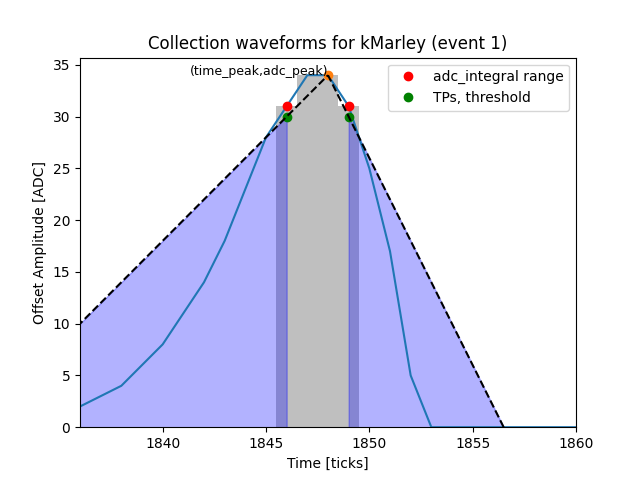 Collection waveforms for kMarley (event 1)
(time_peak,adc_peak)
adc_integral range
TPs, threshold
Offset Amplitude [ADC]
35
30
25
20
15
10
5
0
1840 1845 1850 1855 1860
Time [ticks]